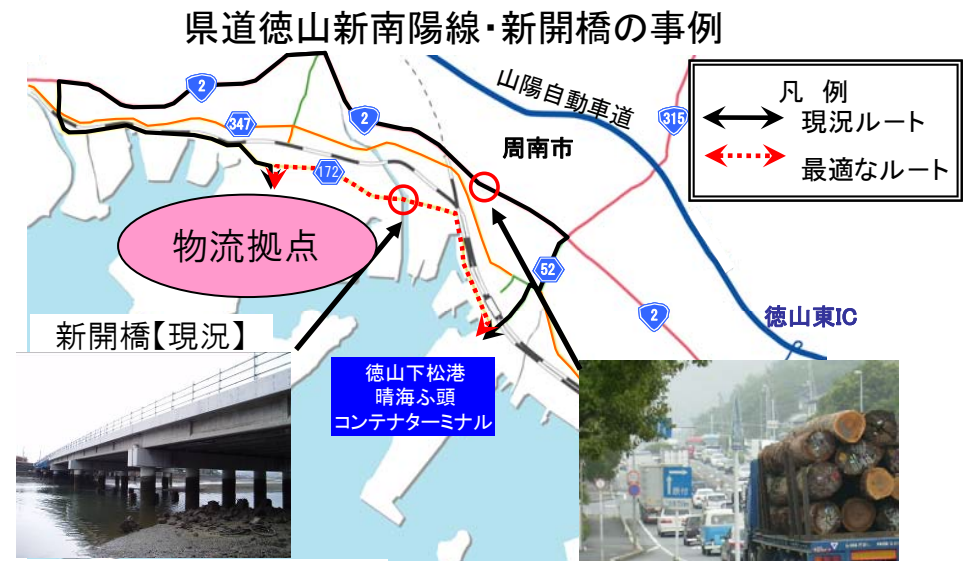 県道徳山新南陽線・新開橋の事例
凡 例
現況ルート
最適なルート
2
347
2
山陽自動車道
315
周南市
172
物流拠点
52
2
徳山東IC
新開橋【現況】
徳山下松港
晴海ふ頭
コンテナターミナル